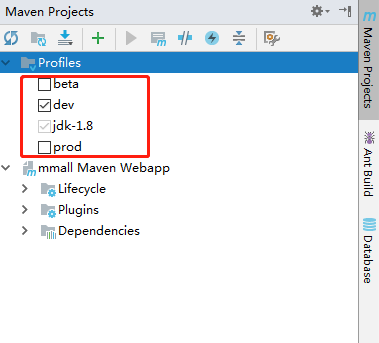 Maven Projects
Profiles
beta
dev
jdk-1.8
prod
mmall Maven Webapp
Lifecycle
Plugins
Dependencies
Maven Projects
Ant Build
Database